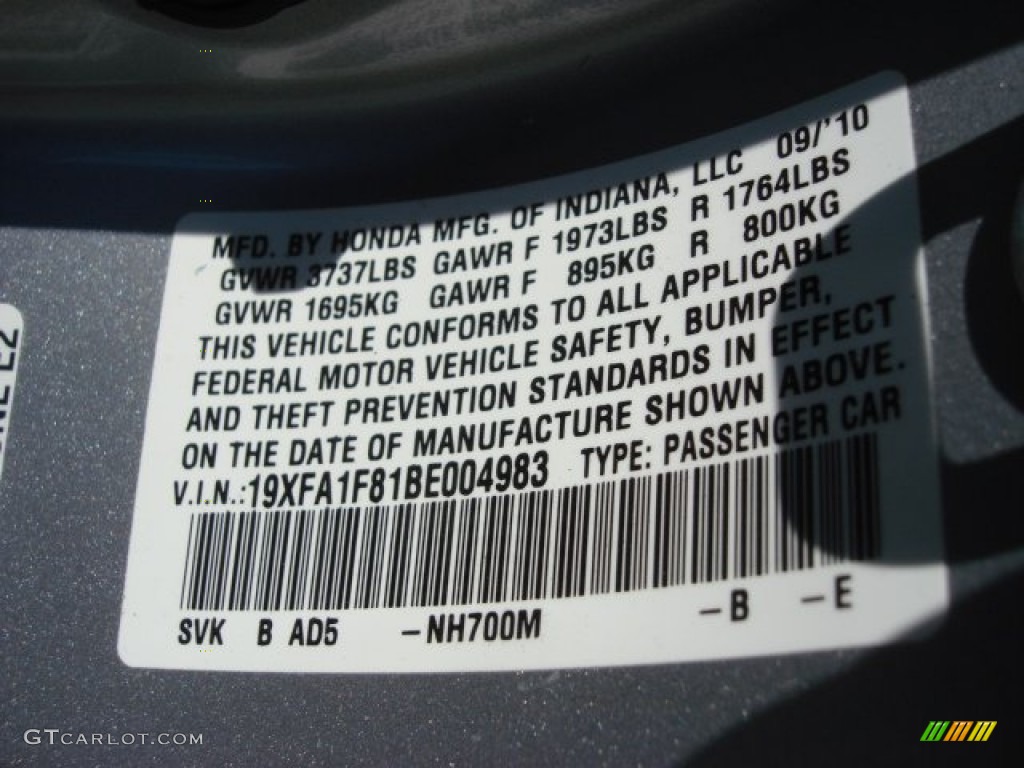 MFD. BY HONDA MFG. OF INDIANA, LLC 09/'10
GVWR 3737LBS GAWR F 1973LBS R 1764LBS
GVWR 1695KG GAWR F 895KG R 800KG
THIS VEHICLE CONFORMS TO ALL APPLICABLE
FEDERAL MOTOR VEHICLE SAFETY, BUMPER,
AND THEFT PREVENTION STANDARDS IN EFFECT
ON THE DATE OF MANUFACTURE SHOWN ABOVE.
V.I.N.:19XFA1F81BE004983 TYPE: PASSENGER CAR
SVK B AD5 –NH700M –B –E
GTCARLOT.COM